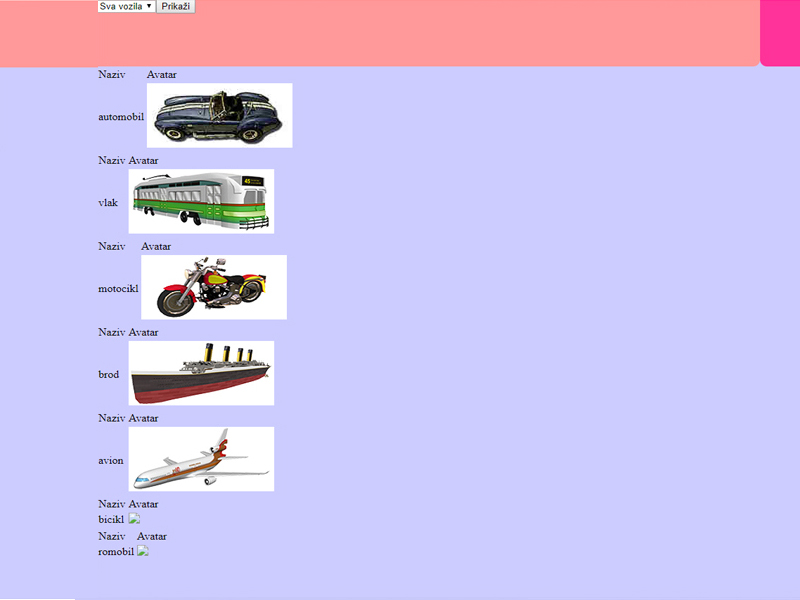 Sva vozila Prikaži
Naziv Avatar
automobil
Naziv Avatar
vlak
Naziv Avatar
motocikl
Naziv Avatar
brod
Naziv Avatar
avion
Naziv Avatar
bicikl
Naziv Avatar
romobil